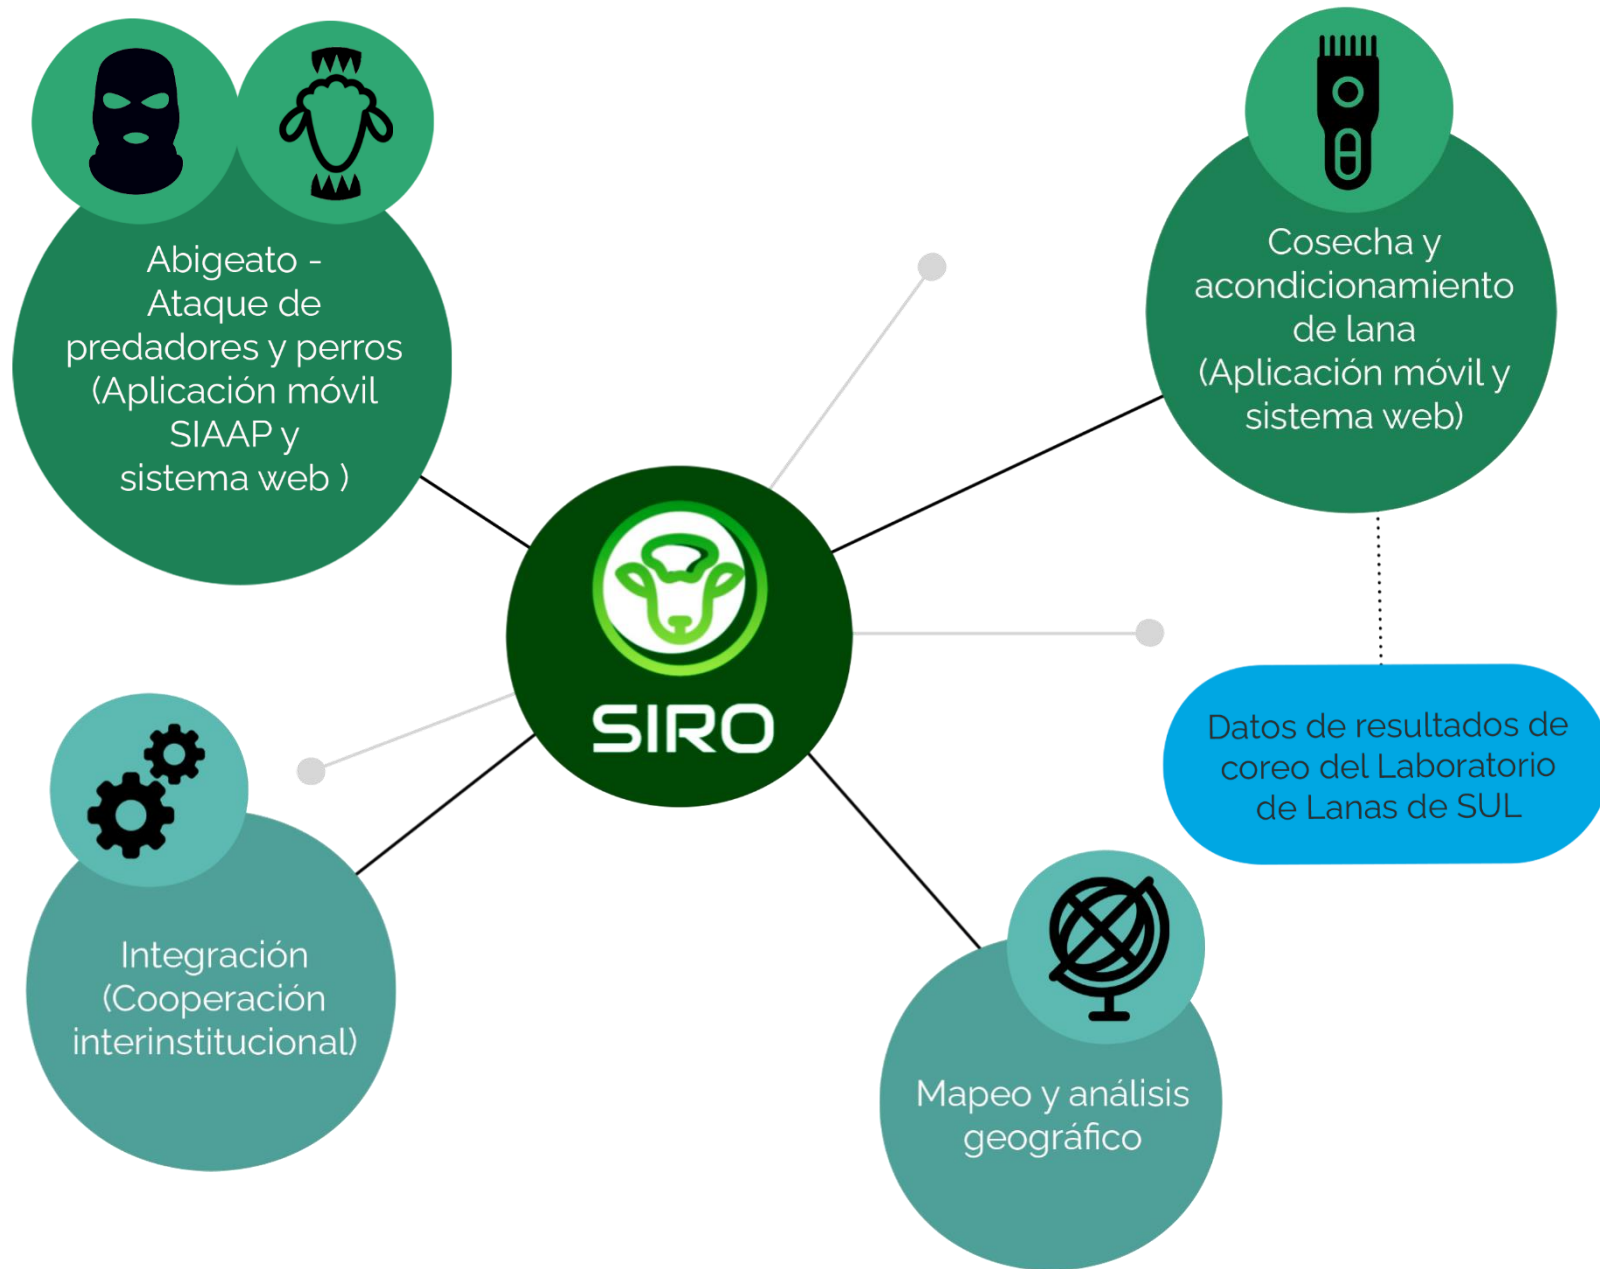 Abigeato -
Ataque de
predadores y perros
(Aplicación móvil
SIAAP y
sistema web )
Cosecha y
acondicionamiento
de lana
(Aplicación móvil y
sistema web)
SIRO
Datos de resultados de
coreo del Laboratorio
de Lanas de SUL
Integración
(Cooperación
interinstitucional)
Mapeo y análisis
geográfico